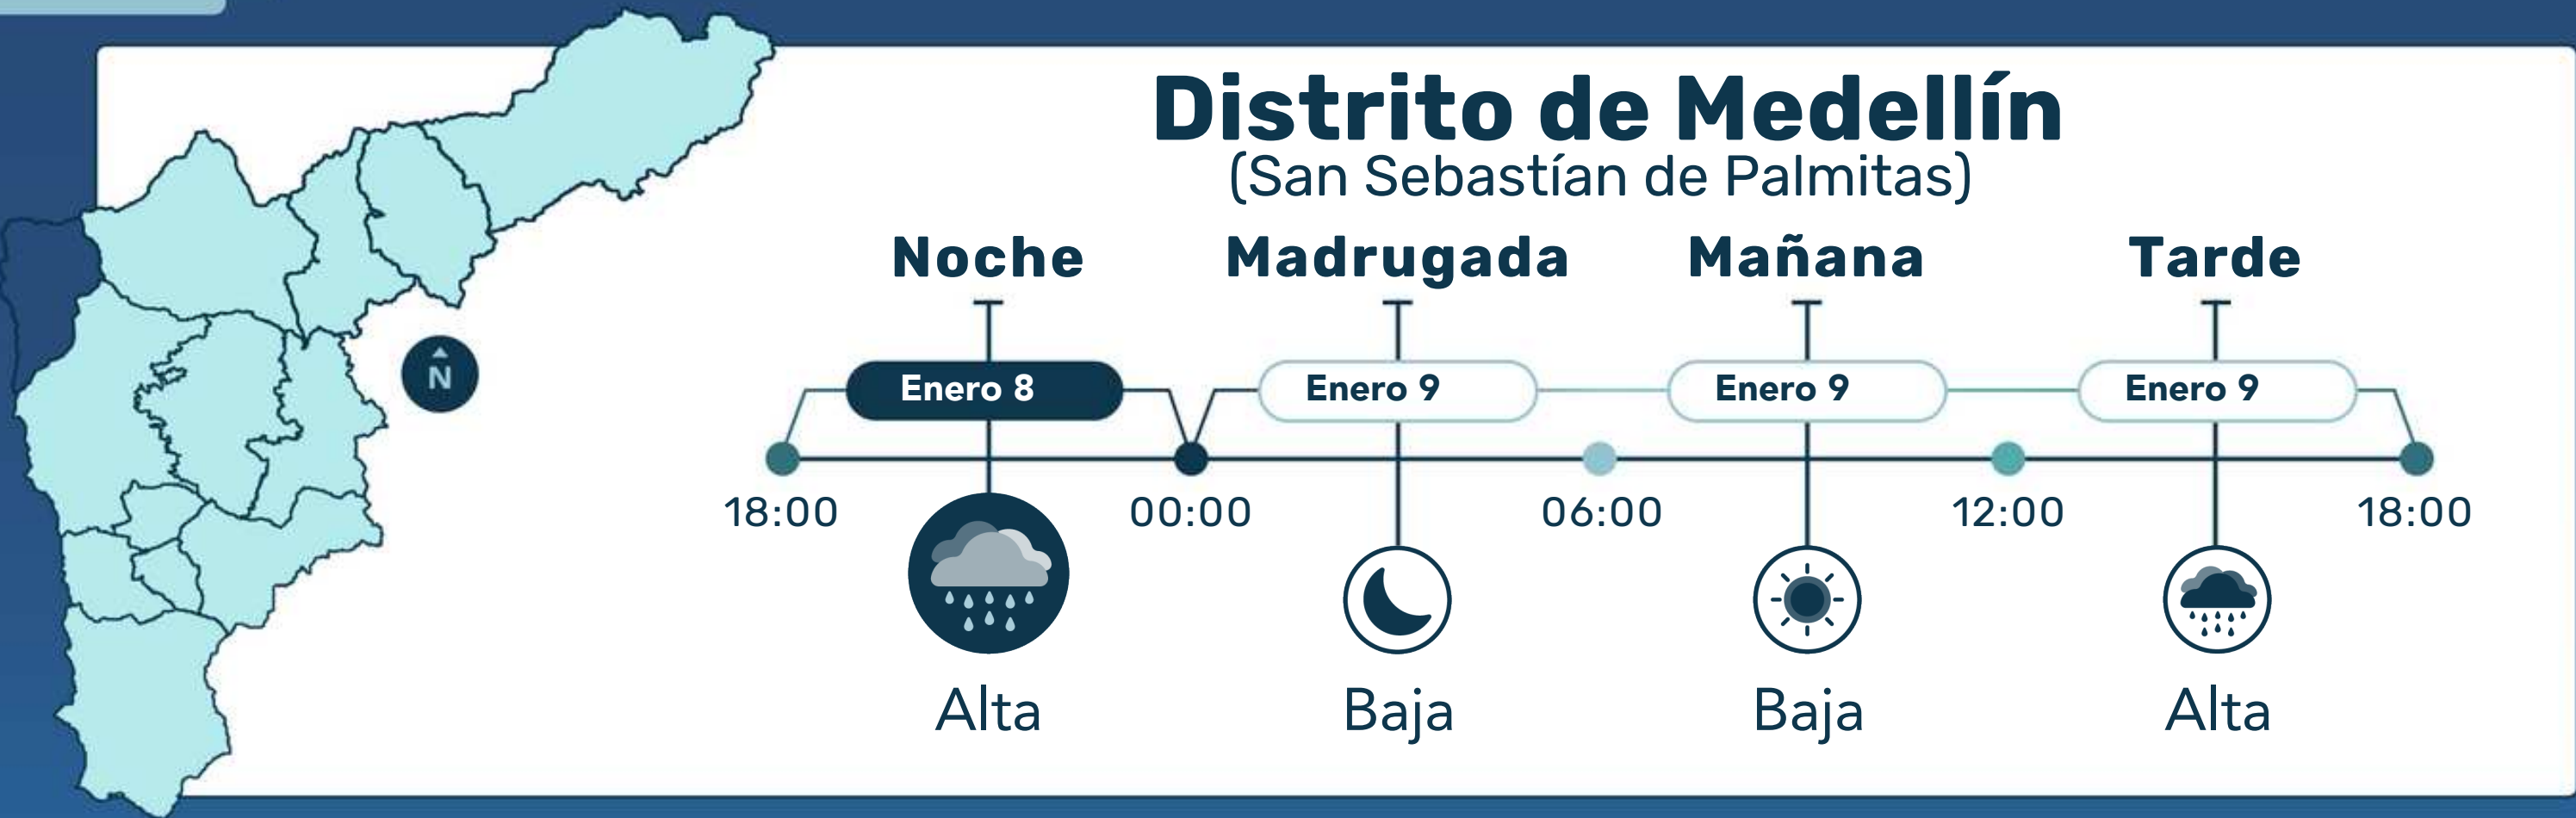 Distrito de Medellín
(San Sebastían de Palmitas)
Noche Madrugada Mañana Tarde
Enero 8 Enero 9 Enero 9 Enero 9
N
18:00 00:00 06:00 12:00 18:00
Alta Baja Baja Alta